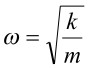 ω = √(k/m)